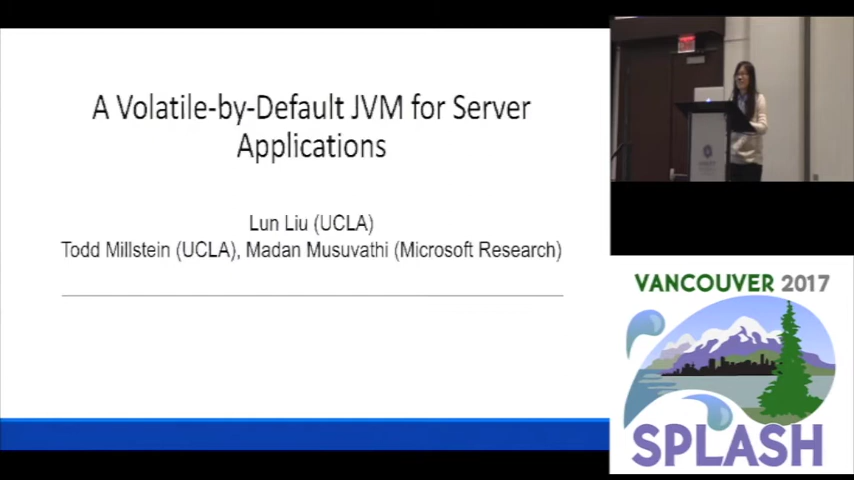 A Volatile-by-Default JVM for Server
Applications
Lun Liu (UCLA)
Todd Millstein (UCLA), Madan Musuvathi (Microsoft Research)
VANCOUVER 2017
SPLASH